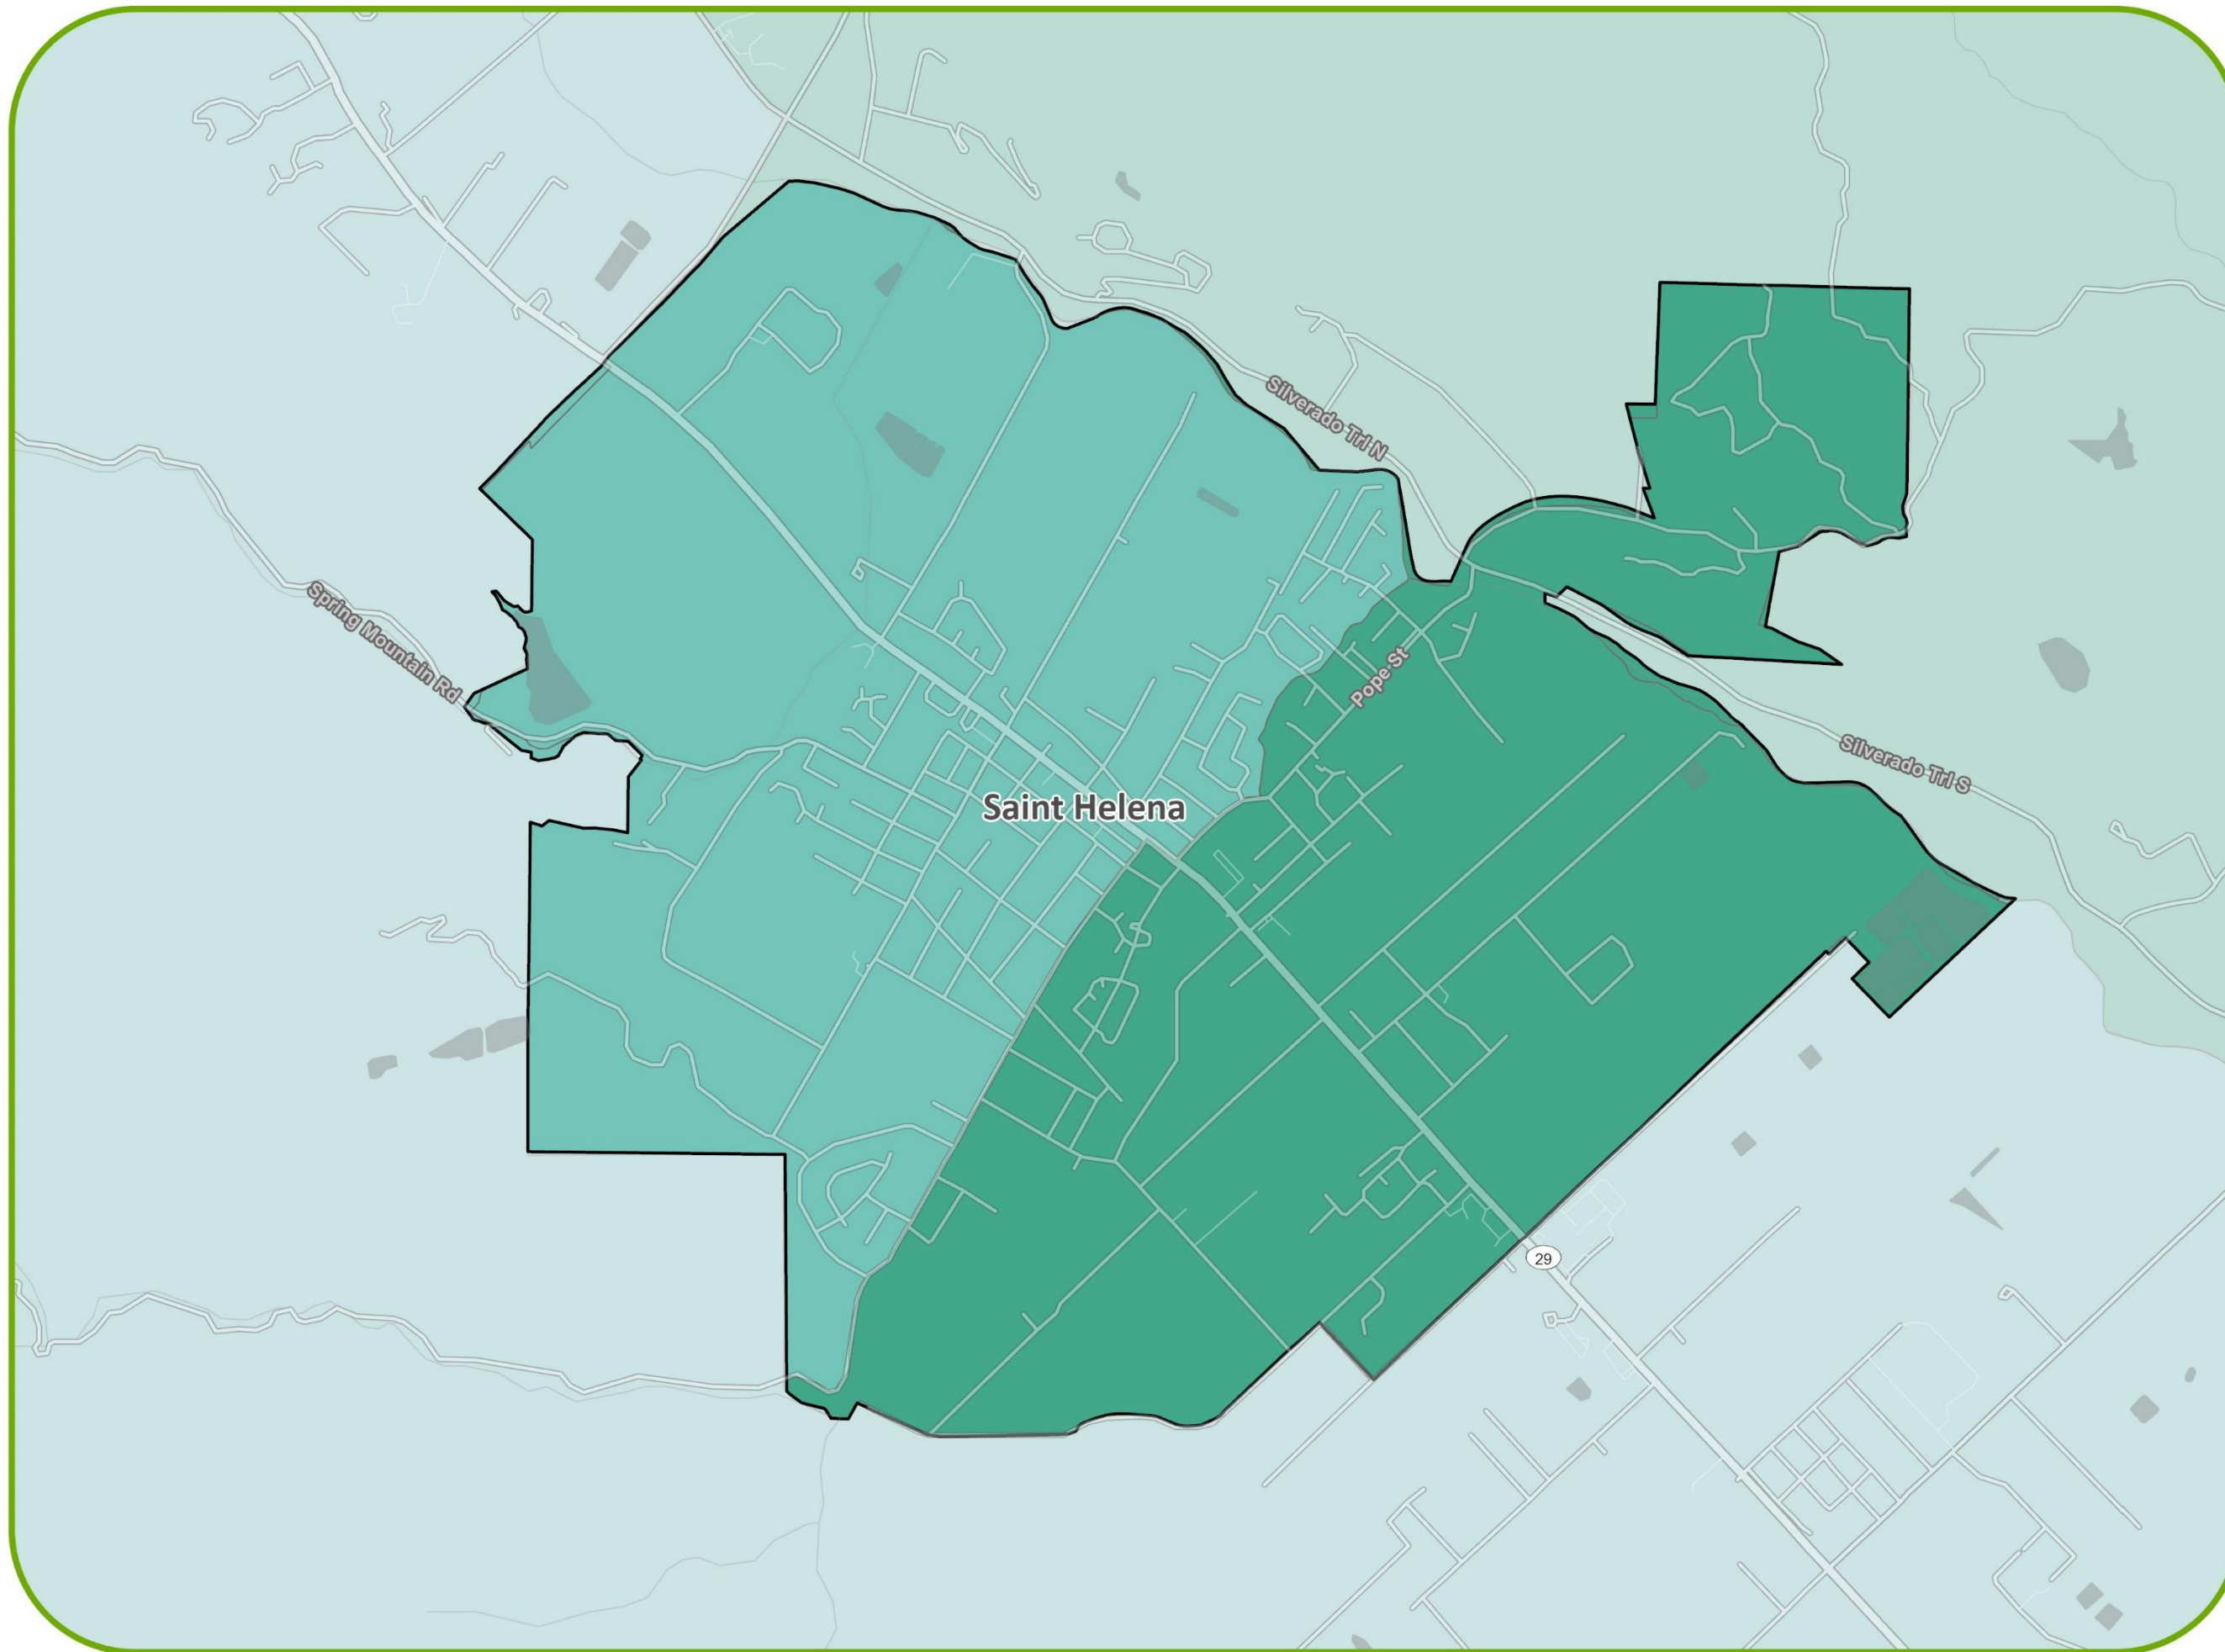 Silverado Trl N
Spring Mountain Rd
Pope St
Silverado Trl S
Saint Helena
29